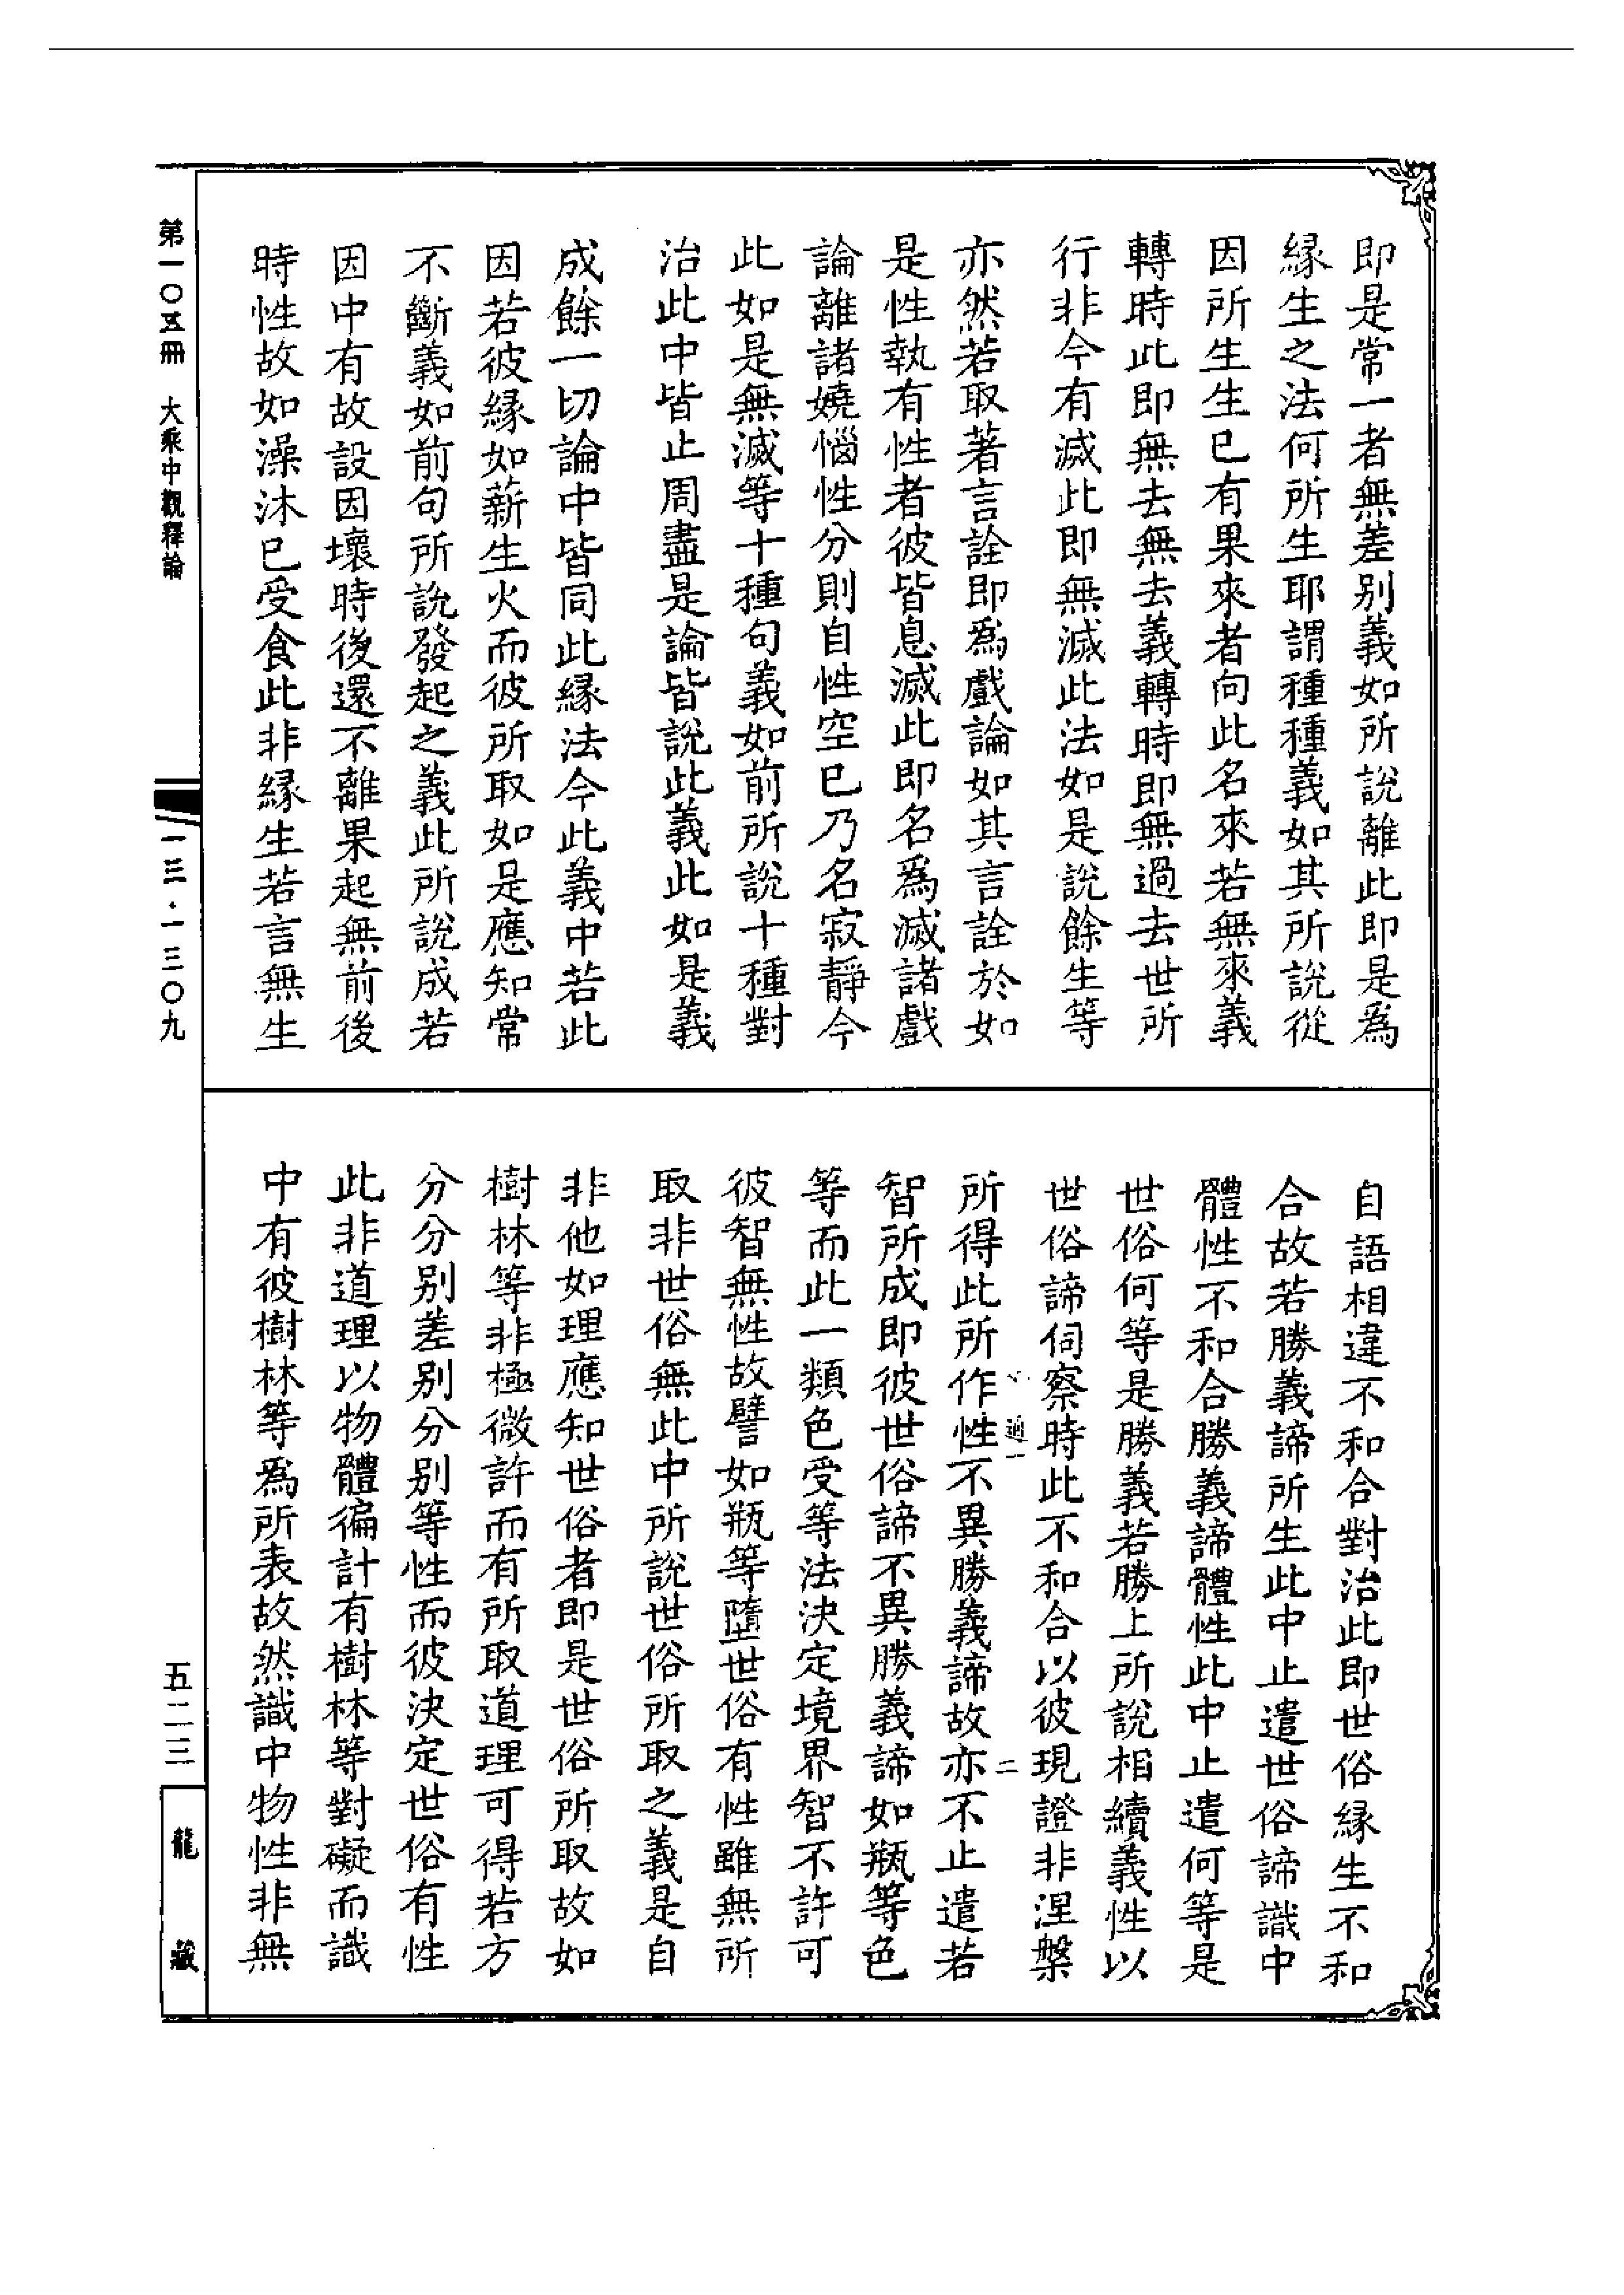 即是常一者無差别義如所說離此即是為
縁生之法何所生耶謂種種義如其所說從
因所生生已有果來者向此名來若無來義
轉時此即無去無去義轉時即無過去世所
行非今有滅此即無滅此法如是說餘生等
亦然若取著言詮即為戲論如其言詮於如
是性執有性者彼皆息滅此即名為滅諸戲
論離諸嬈惱性分則自性空已乃名寂靜今
此如是無滅等十種句義如前所說十種對
治此中皆止周盡是論皆說此義此如是義
成餘一切論中皆同此縁法今此義中若此
因若彼縁如薪生火而彼所取如是應知常
不斷義如前句所說發起之義此所說成若
因中有故設因壞時後還不離果起無前後
時性故如澡沐已受食此非縁生若言無生
自語相違不和合對治此即世俗縁生不和
合故若勝義諦所生此中止遣世俗諦識中
體性不和合勝義諦體性此中止遣何等是
世俗何等是勝義若勝上所說相續義性以
世俗諦伺察時此不和合以彼現證非涅槃
所得此所作性不異勝義諦故亦不止遣若
智所成即彼世俗諦不異勝義諦如瓶等色
等而此一類色受等法決定境界智不許可
彼智無性故譬如瓶等墮世俗有性雖無所
取非世俗無此中所說世俗所取之義是自
非他如理應知世俗者即是世俗所取故如
樹林等非極微許而有所取道理可得若方
分分别差别分别等性而彼決定世俗有性
此非道理以物體徧計有樹林等對礙而識
中有彼樹林等為所表故然識中物性非無
第一〇五冊 大乘中觀釋論
一三·一三〇九
五二三
龍藏